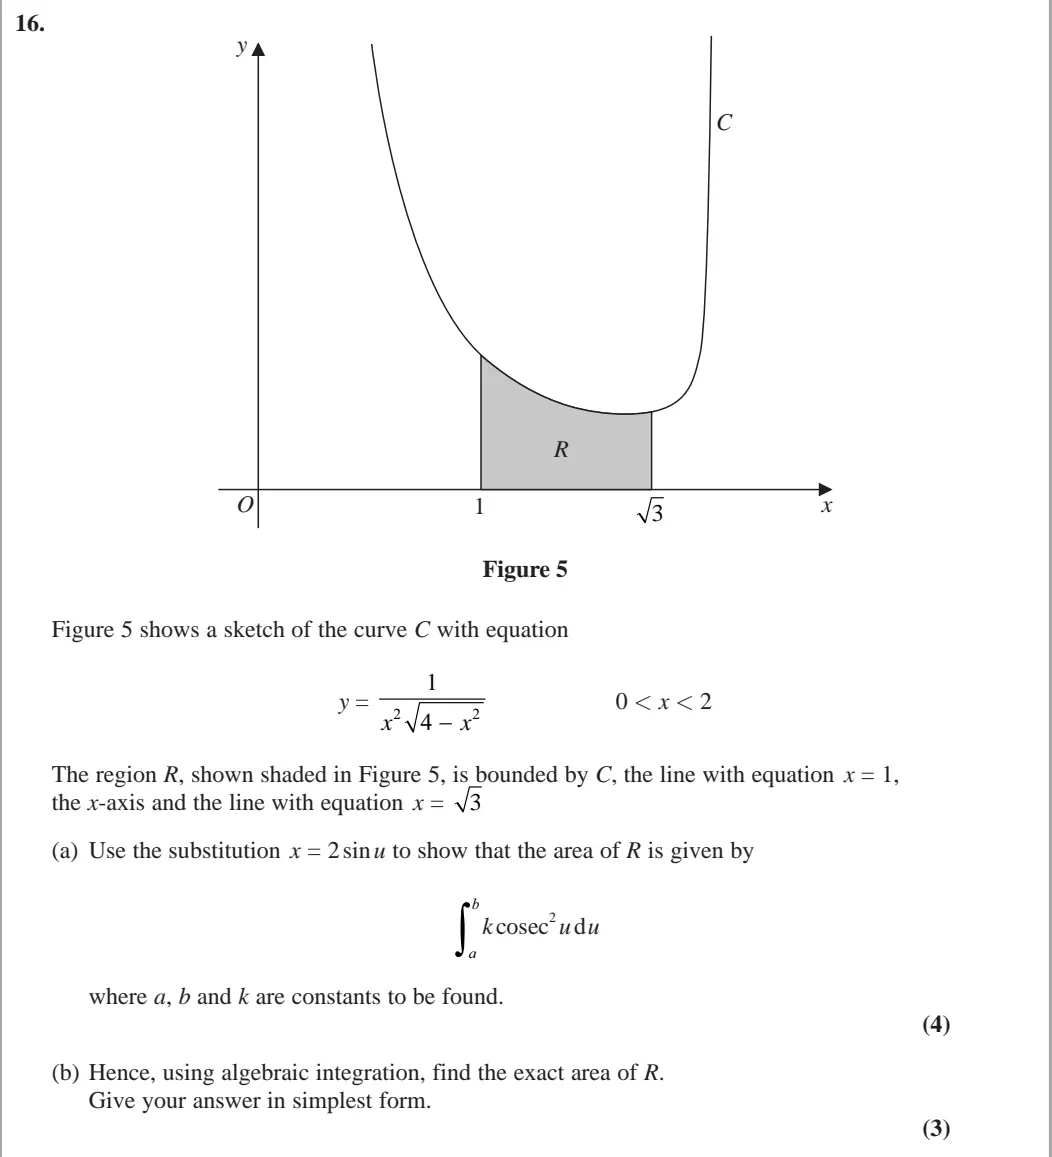 16.
y
C
R
O
1
√3
x
Figure 5
Figure 5 shows a sketch of the curve C with equation
y = 1 / (x²√(4 − x²))    0 < x < 2
The region R, shown shaded in Figure 5, is bounded by C, the line with equation x = 1,
the x-axis and the line with equation x = √3
(a) Use the substitution x = 2 sin u to show that the area of R is given by
∫ₐᵇ k cosec² u du
where a, b and k are constants to be found.
(4)
(b) Hence, using algebraic integration, find the exact area of R.
Give your answer in simplest form.
(3)